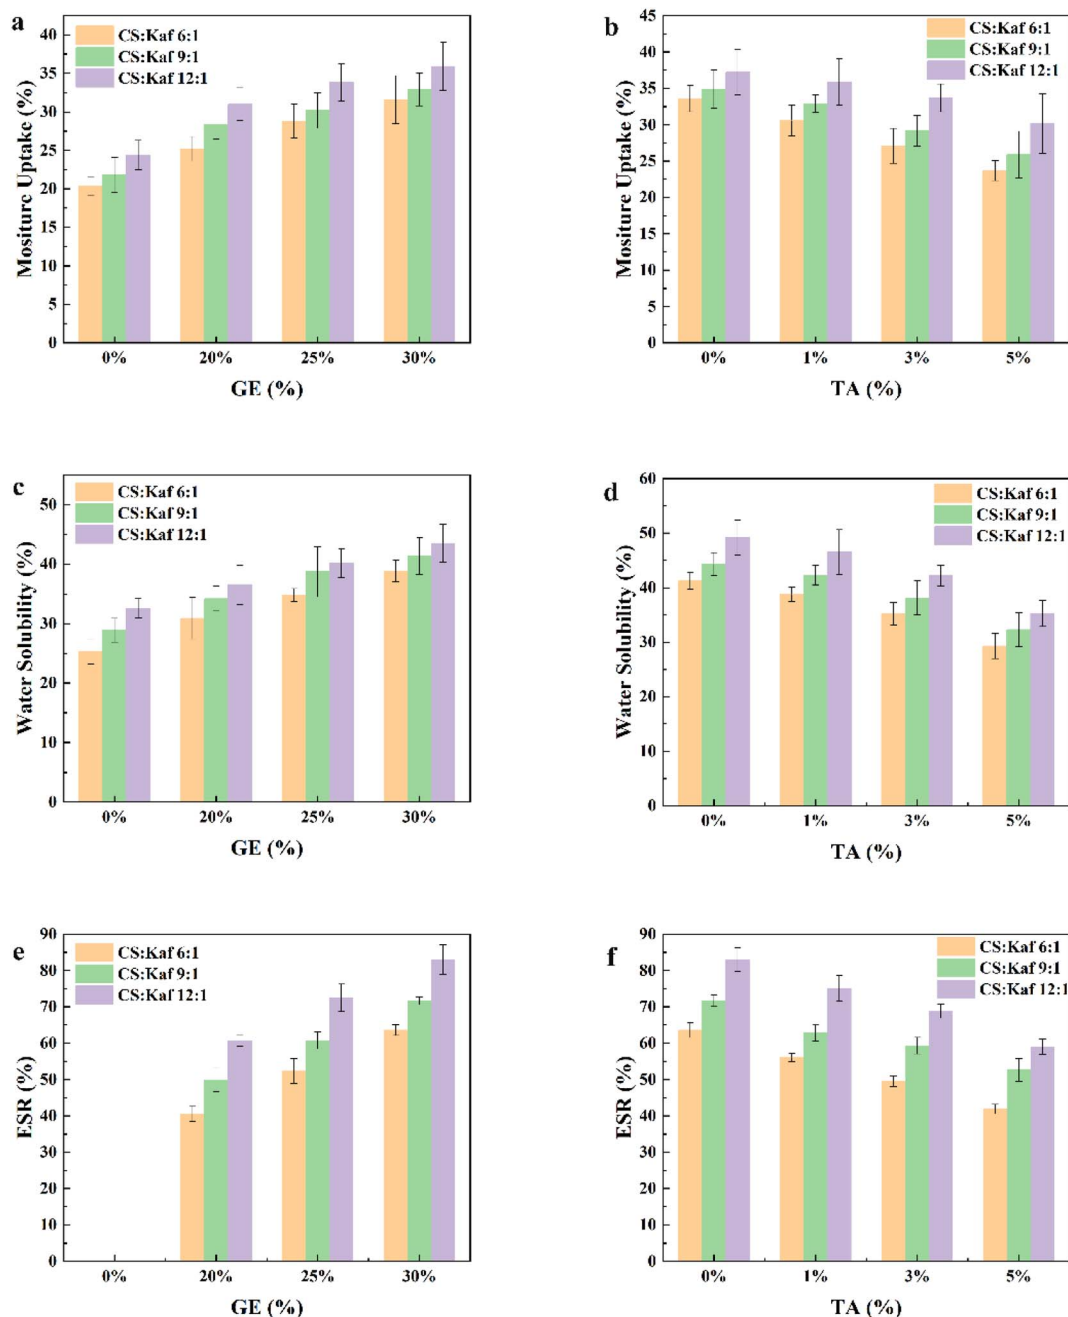 a
CS:Kaf 6:1
CS:Kaf 9:1
CS:Kaf 12:1
Mositure Uptake (%)
40
35
30
25
20
15
10
5
0
0% 20% 25% 30%
GE (%)
b
CS:Kaf 6:1
CS:Kaf 9:1
CS:Kaf 12:1
Mositure Uptake (%)
45
40
35
30
25
20
15
10
5
0
0% 1% 3% 5%
TA (%)
c
CS:Kaf 6:1
CS:Kaf 9:1
CS:Kaf 12:1
Water Solubility (%)
50
40
30
20
10
0
0% 20% 25% 30%
GE (%)
d
CS:Kaf 6:1
CS:Kaf 9:1
CS:Kaf 12:1
Water Solubility (%)
60
50
40
30
20
10
0
0% 1% 3% 5%
TA (%)
e
CS:Kaf 6:1
CS:Kaf 9:1
CS:Kaf 12:1
ESR (%)
90
80
70
60
50
40
30
20
10
0
0% 20% 25% 30%
GE (%)
f
CS:Kaf 6:1
CS:Kaf 9:1
CS:Kaf 12:1
ESR (%)
90
80
70
60
50
40
30
20
10
0
0% 1% 3% 5%
TA (%)